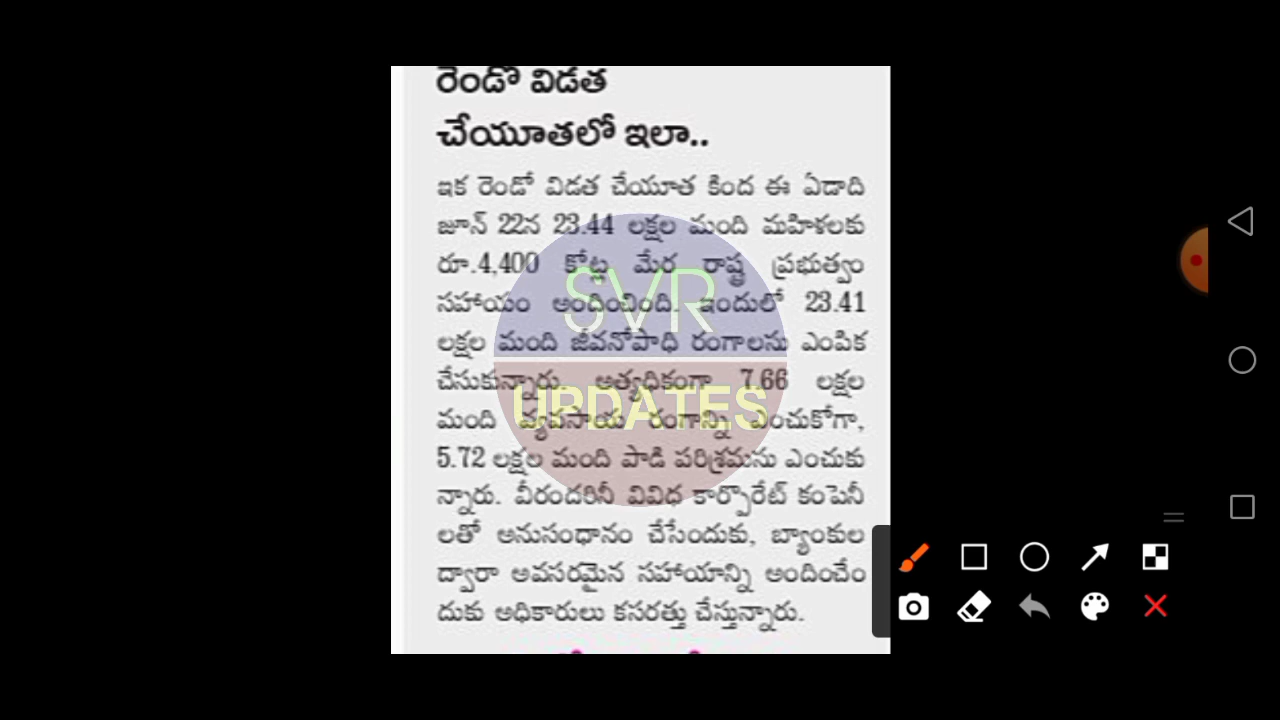 రెండో విడత
చేయూతలో ఇలా..
ఇక రెండో విడత చేయూత కింద ఈ ఏడాది
జూన్ 22న 23.44 లక్షల మంది మహిళలకు
రూ.4,400 కోట్ల మేర రాష్ట్ర ప్రభుత్వం
సహాయం అందించింది. ఇందులో 23.41
లక్షల మంది జీవనోపాధి రంగాలను ఎంపిక
చేసుకున్నారు. అత్యధికంగా 7.66 లక్షల
మంది వ్యవసాయ రంగాన్ని ఎంచుకోగా,
5.72 లక్షల మంది పాడి పరిశ్రమను ఎంచుకు
న్నారు. వీరందరినీ వివిధ కార్పొరేట్ కంపెనీ
లతో అనుసంధానం చేసేందుకు, బ్యాంకుల
ద్వారా అవసరమైన సహాయాన్ని అందించేం
దుకు అధికారులు కసరత్తు చేస్తున్నారు.
SVR
UPDATES